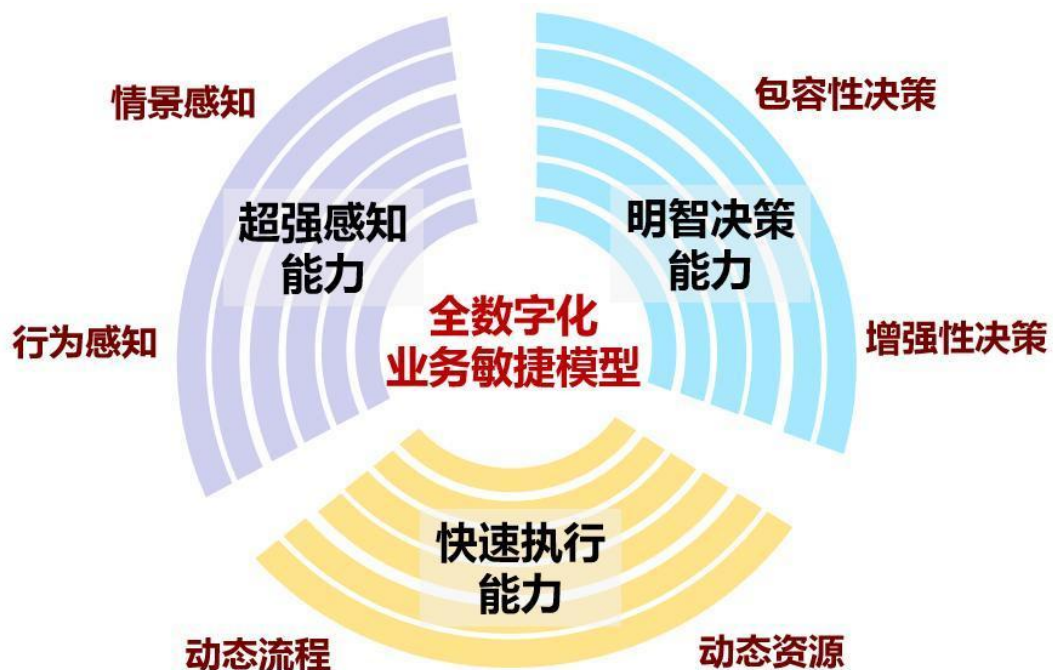 情景感知
包容性决策
超强感知
能力
明智决策
能力
行为感知
全数字化
业务敏捷模型
增强性决策
快速执行
能力
动态流程
动态资源